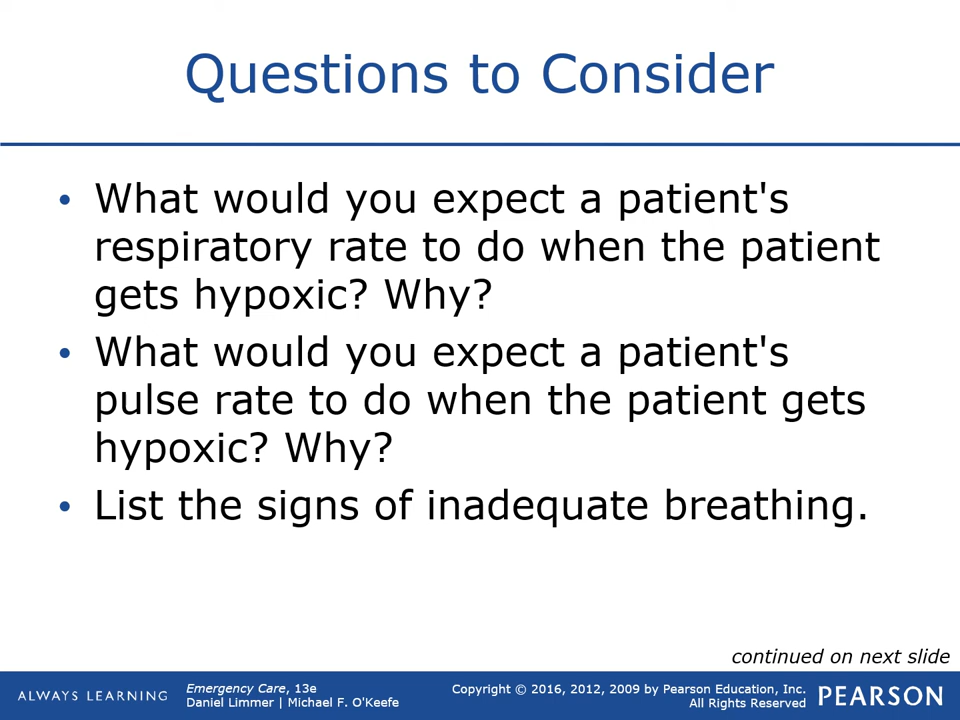 Questions to Consider
• What would you expect a patient's
respiratory rate to do when the patient
gets hypoxic? Why?
• What would you expect a patient's
pulse rate to do when the patient gets
hypoxic? Why?
• List the signs of inadequate breathing.
continued on next slide
ALWAYS LEARNING
Emergency Care, 13e
Daniel Limmer | Michael F. O'Keefe
Copyright © 2016, 2012, 2009 by Pearson Education, Inc.
All Rights Reserved
PEARSON